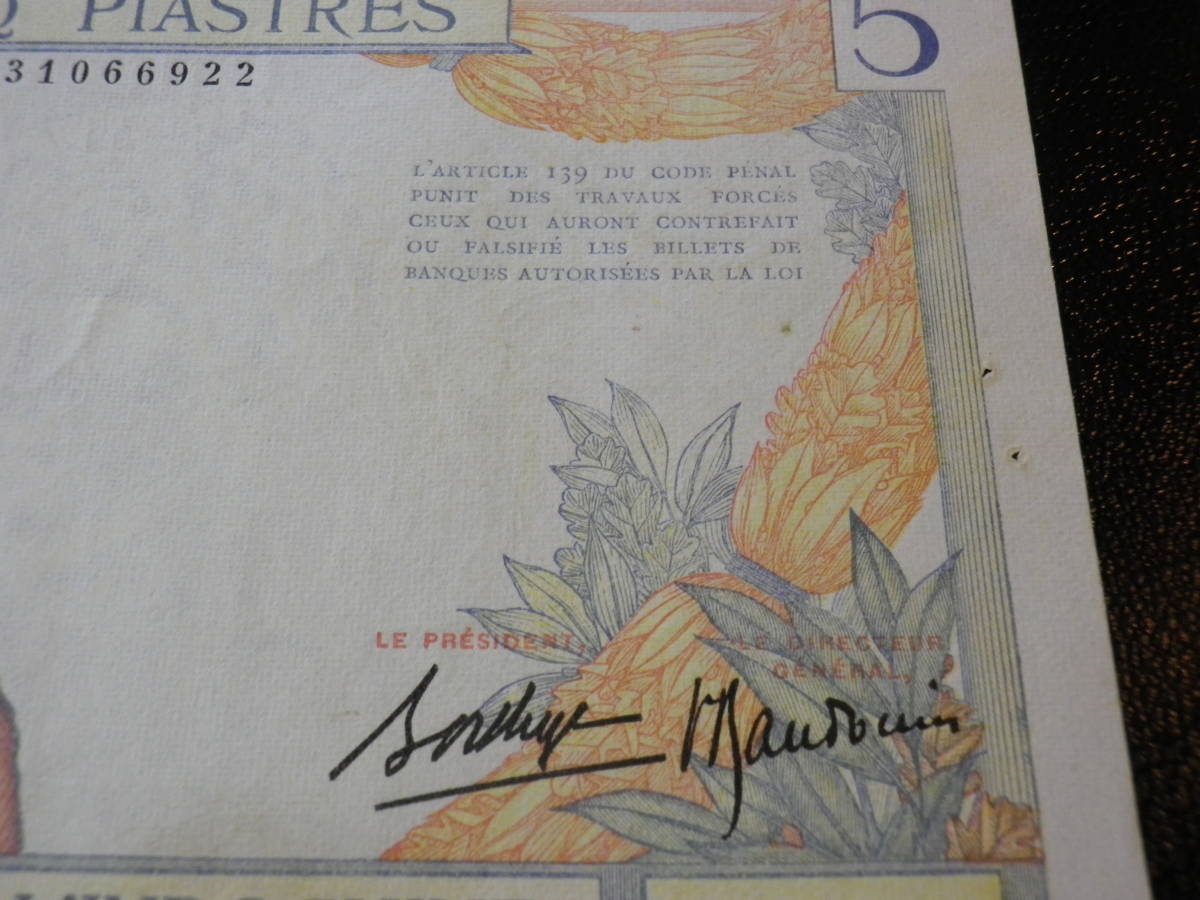 PIASTRES
5
31066922
L'ARTICLE 139 DU CODE PÉNAL
PUNIT DES TRAVAUX FORCÉS
CEUX QUI AURONT CONTREFAIT
OU FALSIFIÉ LES BILLETS DE
BANQUES AUTORISÉES PAR LA LOI
LE PRÉSIDENT,
LE DIRECTEUR
GÉNÉRAL,
Baudouin